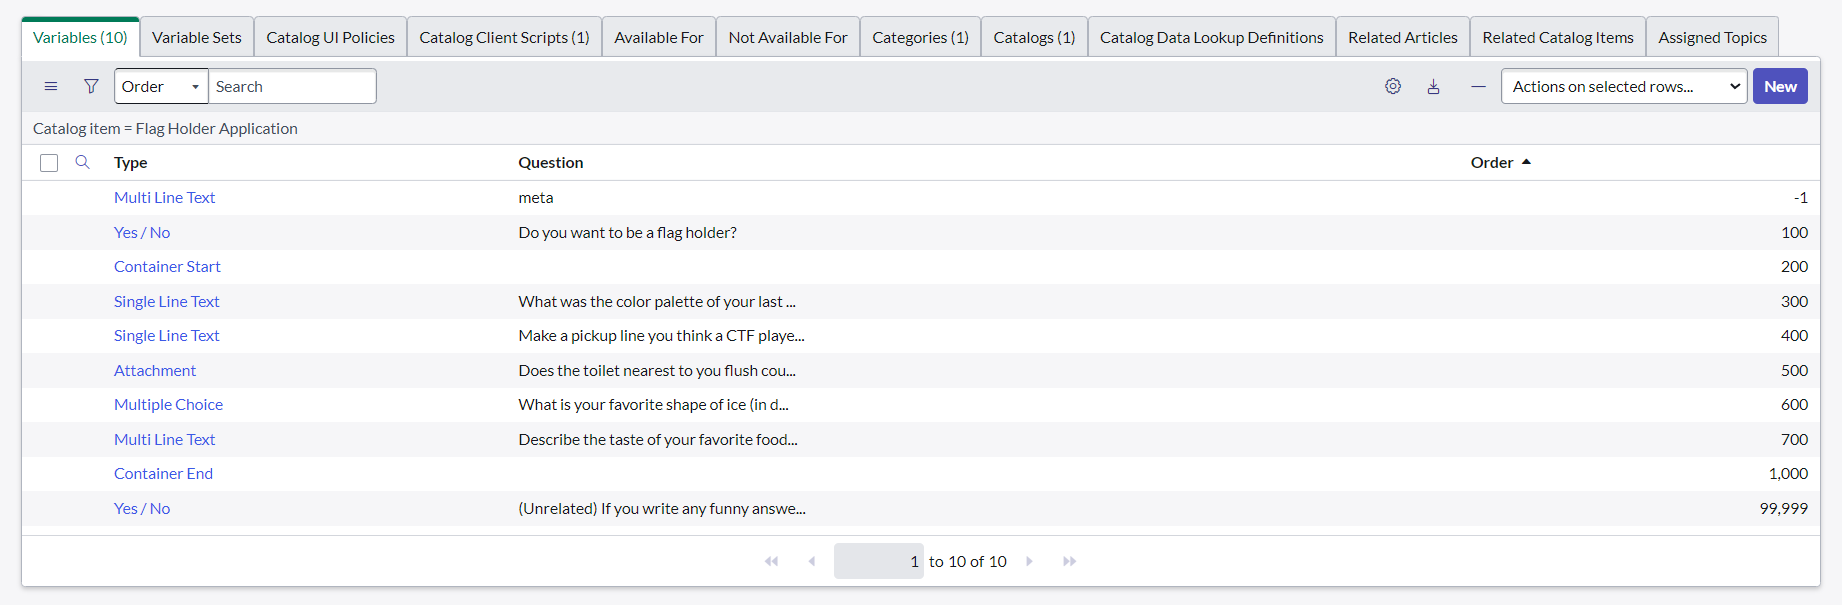 Variables (10) Variable Sets Catalog UI Policies Catalog Client Scripts (1) Available For Not Available For Categories (1) Catalogs (1) Catalog Data Lookup Definitions Related Articles Related Catalog Items Assigned Topics
Order Search Actions on selected rows... New
Catalog item = Flag Holder Application
Type Question Order
Multi Line Text meta -1
Yes / No Do you want to be a flag holder? 100
Container Start 200
Single Line Text What was the color palette of your last ... 300
Single Line Text Make a pickup line you think a CTF playe... 400
Attachment Does the toilet nearest to you flush cou... 500
Multiple Choice What is your favorite shape of ice (in d... 600
Multi Line Text Describe the taste of your favorite food... 700
Container End 1,000
Yes / No (Unrelated) If you write any funny answe... 99,999
1 to 10 of 10